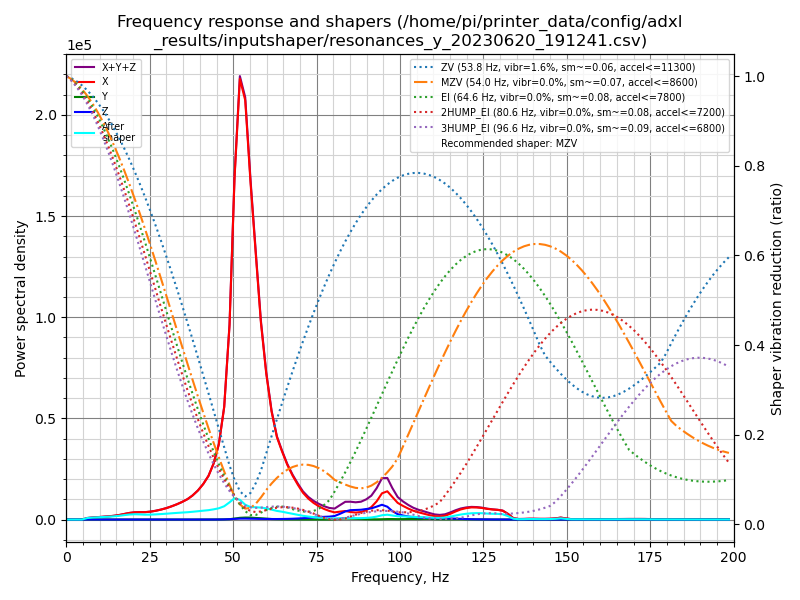 Frequency response and shapers (/home/pi/printer_data/config/adxl
_results/inputshaper/resonances_y_20230620_191241.csv)
1e5
X+Y+Z
X
Y
Z
After
shaper
ZV (53.8 Hz, vibr=1.6%, sm~=0.06, accel<=11300)
MZV (54.0 Hz, vibr=0.0%, sm~=0.07, accel<=8600)
EI (64.6 Hz, vibr=0.0%, sm~=0.08, accel<=7800)
2HUMP_EI (80.6 Hz, vibr=0.0%, sm~=0.08, accel<=7200)
3HUMP_EI (96.6 Hz, vibr=0.0%, sm~=0.09, accel<=6800)
Recommended shaper: MZV
Power spectral density
2.0
1.5
1.0
0.5
0.0
1.0
0.8
0.6
0.4
0.2
0.0
Shaper vibration reduction (ratio)
0 25 50 75 100 125 150 175 200
Frequency, Hz